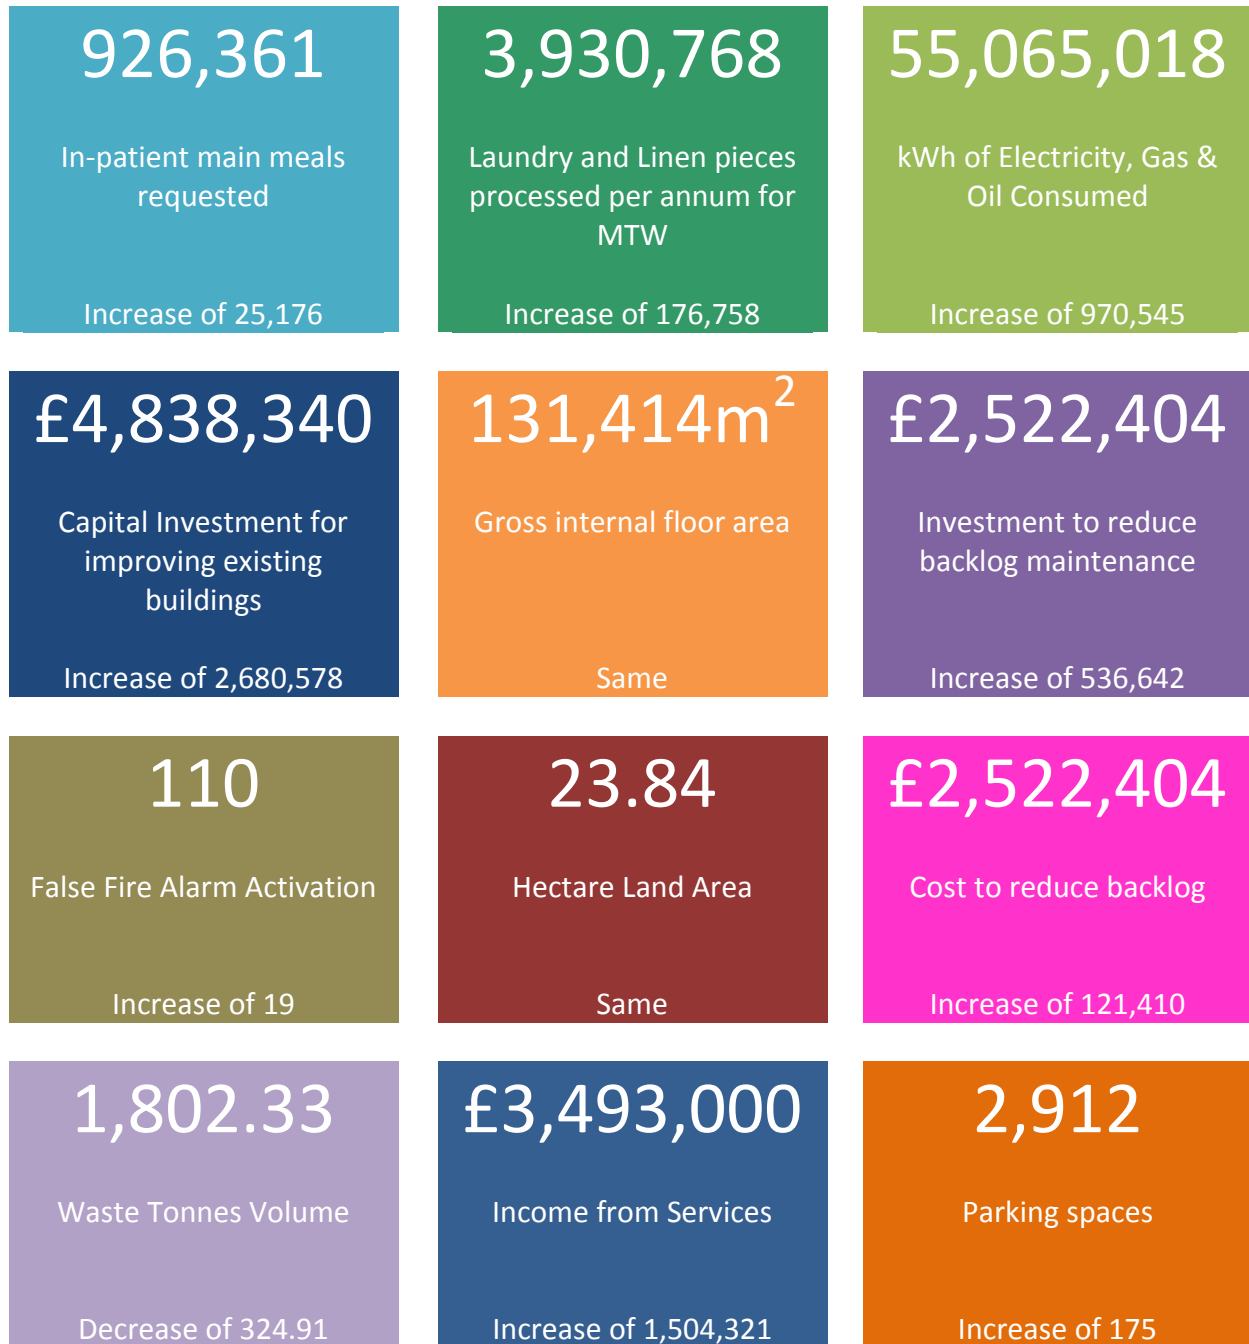 926,361
In-patient main meals
requested
Increase of 25,176
3,930,768
Laundry and Linen pieces
processed per annum for
MTW
Increase of 176,758
55,065,018
kWh of Electricity, Gas &
Oil Consumed
Increase of 970,545
£4,838,340
Capital Investment for
improving existing
buildings
Increase of 2,680,578
131,414m²
Gross internal floor area
Same
£2,522,404
Investment to reduce
backlog maintenance
Increase of 536,642
110
False Fire Alarm Activation
Increase of 19
23.84
Hectare Land Area
Same
£2,522,404
Cost to reduce backlog
Increase of 121,410
1,802.33
Waste Tonnes Volume
Decrease of 324.91
£3,493,000
Income from Services
Increase of 1,504,321
2,912
Parking spaces
Increase of 175